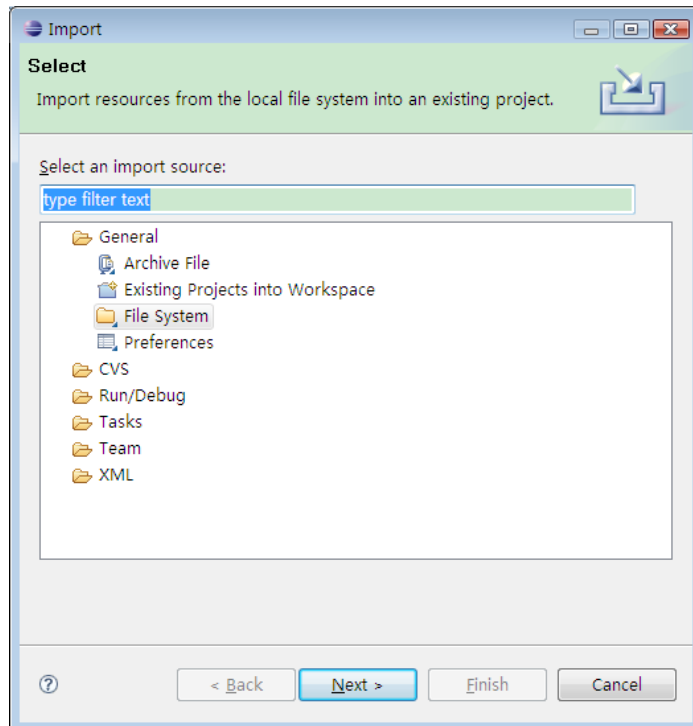 Import
Select
Import resources from the local file system into an existing project.
Select an import source:
type filter text
General
Archive File
Existing Projects into Workspace
File System
Preferences
CVS
Run/Debug
Tasks
Team
XML
?
< Back Next > Finish Cancel